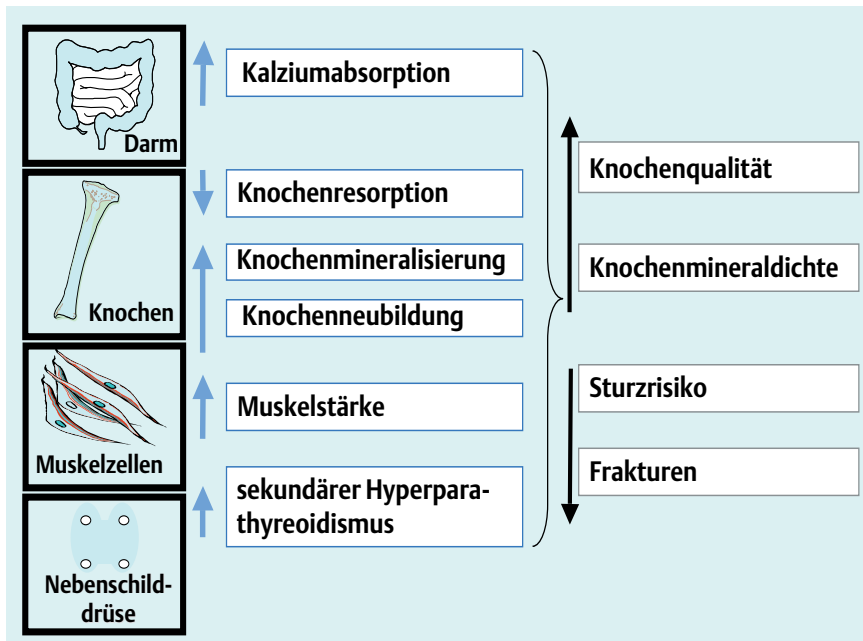 Darm
Kalziumabsorption
Knochen
Knochenresorption
Knochenmineralisierung
Knochenneubildung
Muskelzellen
Muskelstärke
Nebenschild-
drüse
sekundärer Hyperpara-
thyreoidismus
Knochenqualität
Knochenmineraldichte
Sturzrisiko
Frakturen